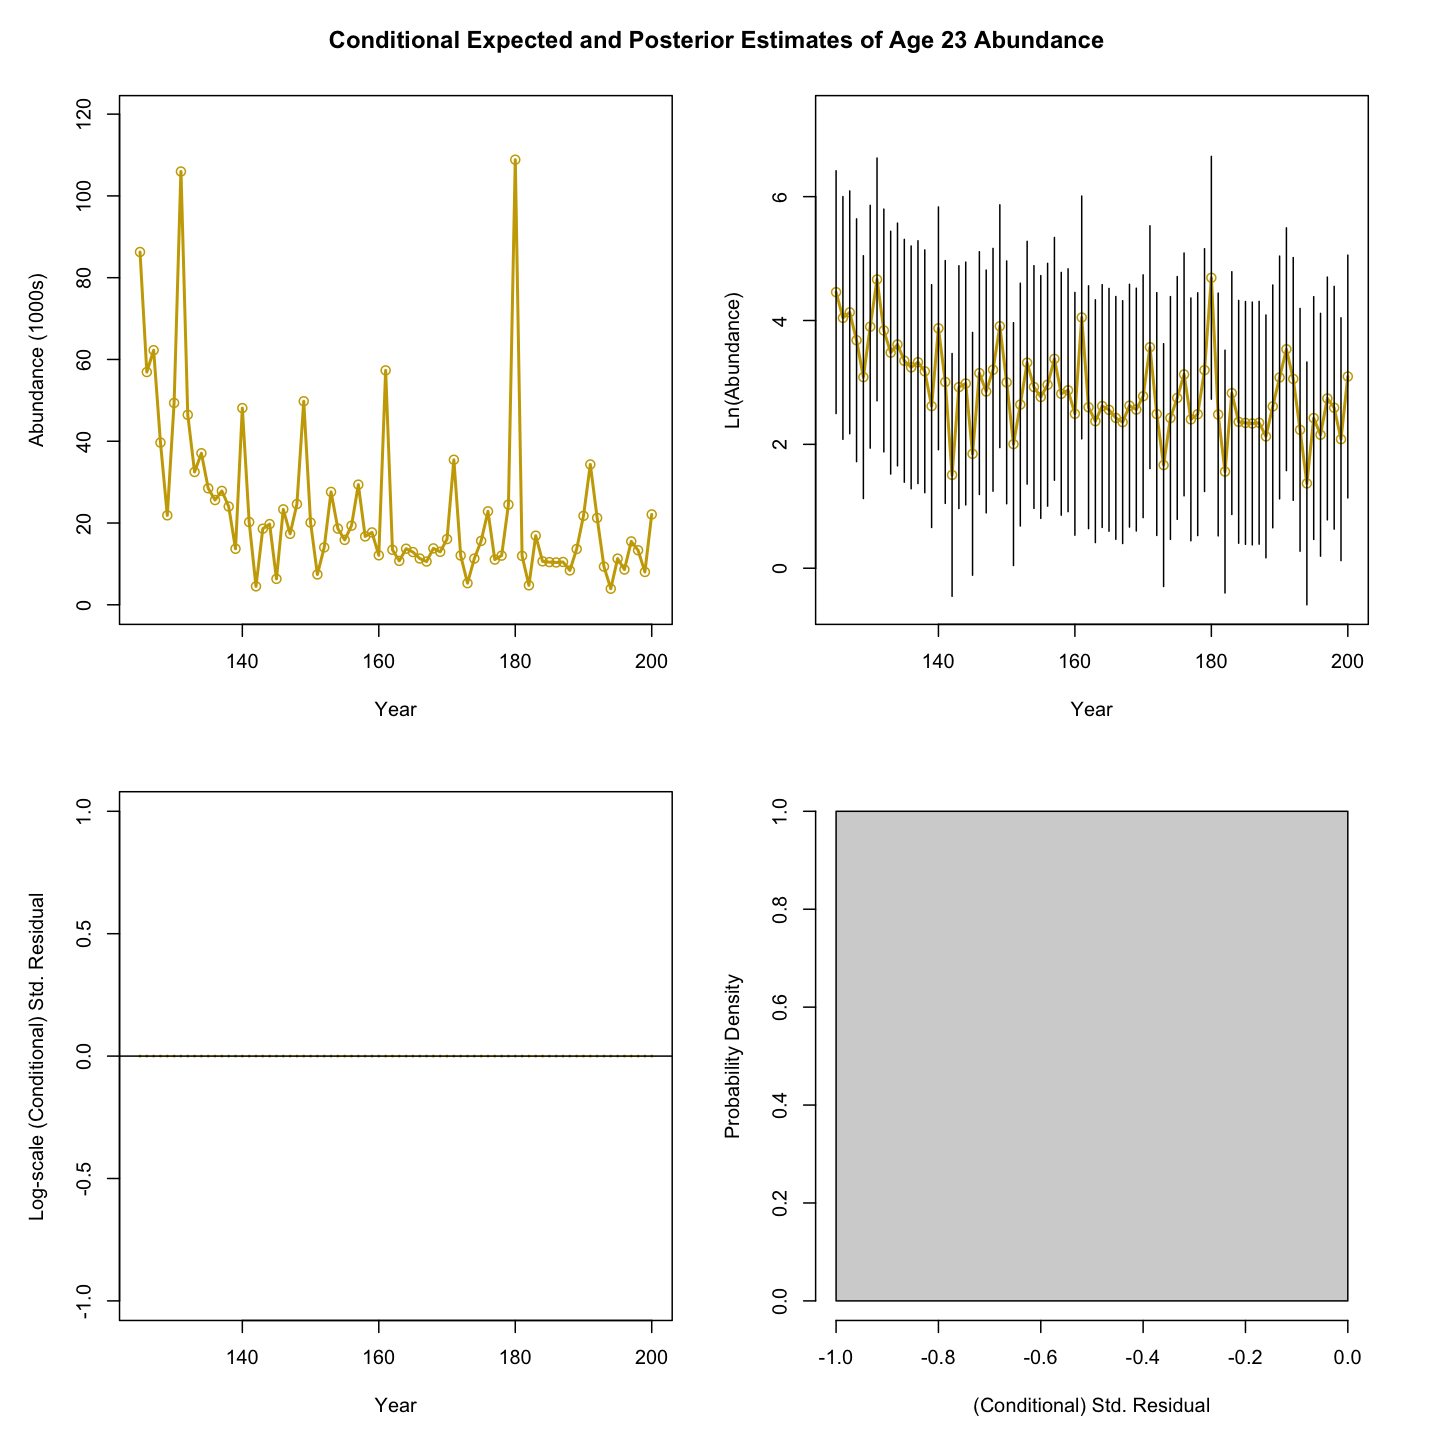 Conditional Expected and Posterior Estimates of Age 23 Abundance
Abundance (1000s)
0 20 40 60 80 100 120
140 160 180 200
Year
Ln(Abundance)
0 2 4 6
140 160 180 200
Year
Log-scale (Conditional) Std. Residual
-1.0 -0.5 0.0 0.5 1.0
140 160 180 200
Year
Probability Density
0.0 0.2 0.4 0.6 0.8 1.0
-1.0 -0.8 -0.6 -0.4 -0.2 0.0
(Conditional) Std. Residual